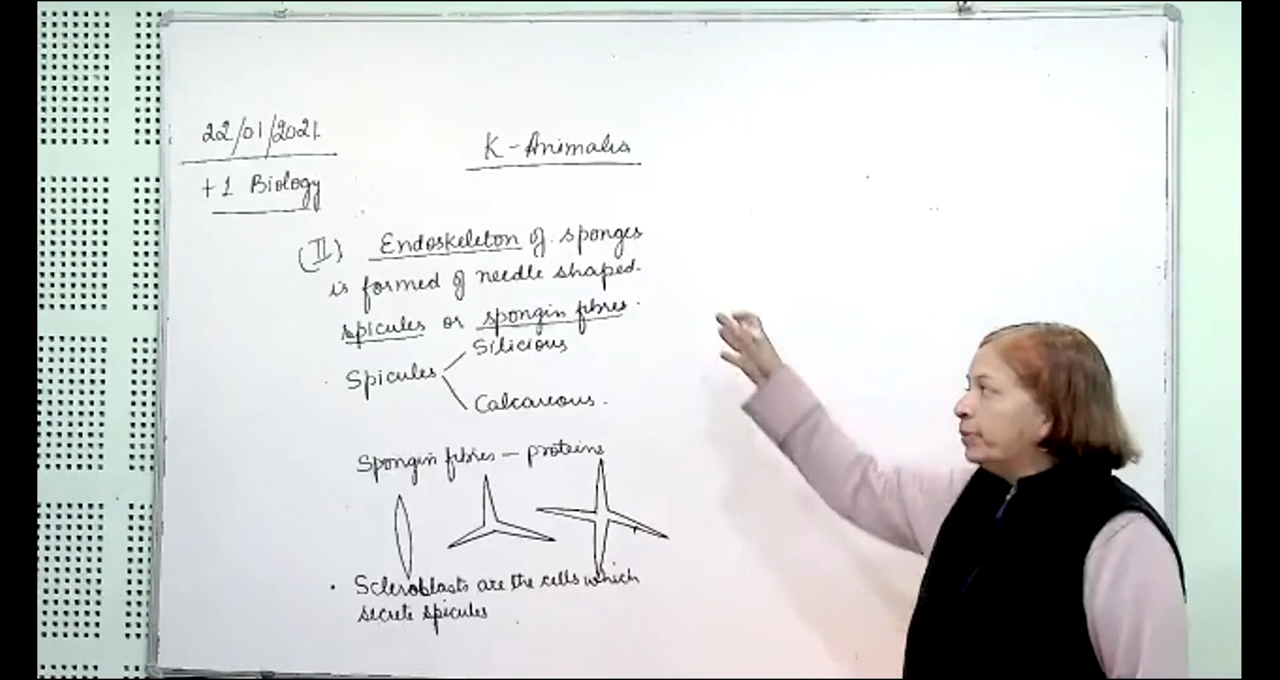 22/01/2021.
+1 Biology
K-Animalia
(II) Endoskeleton of sponges
is formed of needle shaped
spicules or spongin fibres.
Silicious
Spicules
Calcareous.
Spongin fibres - proteins
• Scleroblasts are the cells which
secrete spicules